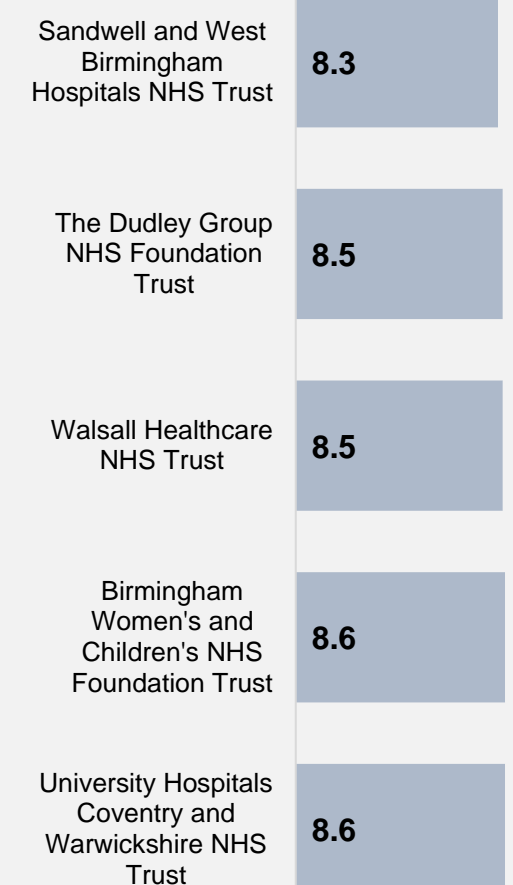 Sandwell and West
Birmingham
Hospitals NHS Trust
8.3
The Dudley Group
NHS Foundation
Trust
8.5
Walsall Healthcare
NHS Trust
8.5
Birmingham
Women's and
Children's NHS
Foundation Trust
8.6
University Hospitals
Coventry and
Warwickshire NHS
Trust
8.6